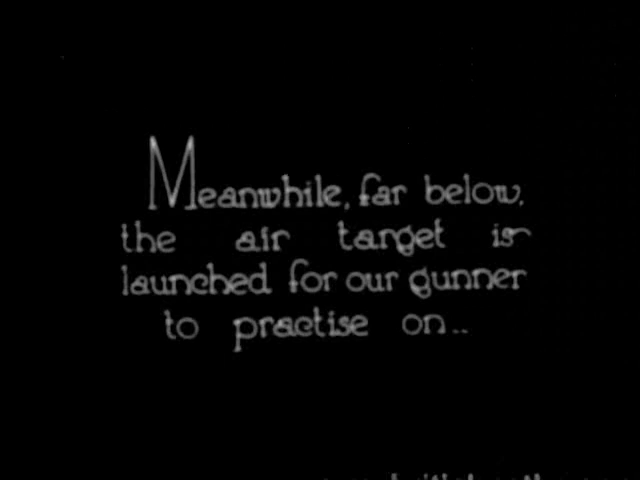 Meanwhile, far below,
the air target is
launched for our gunner
to practise on..